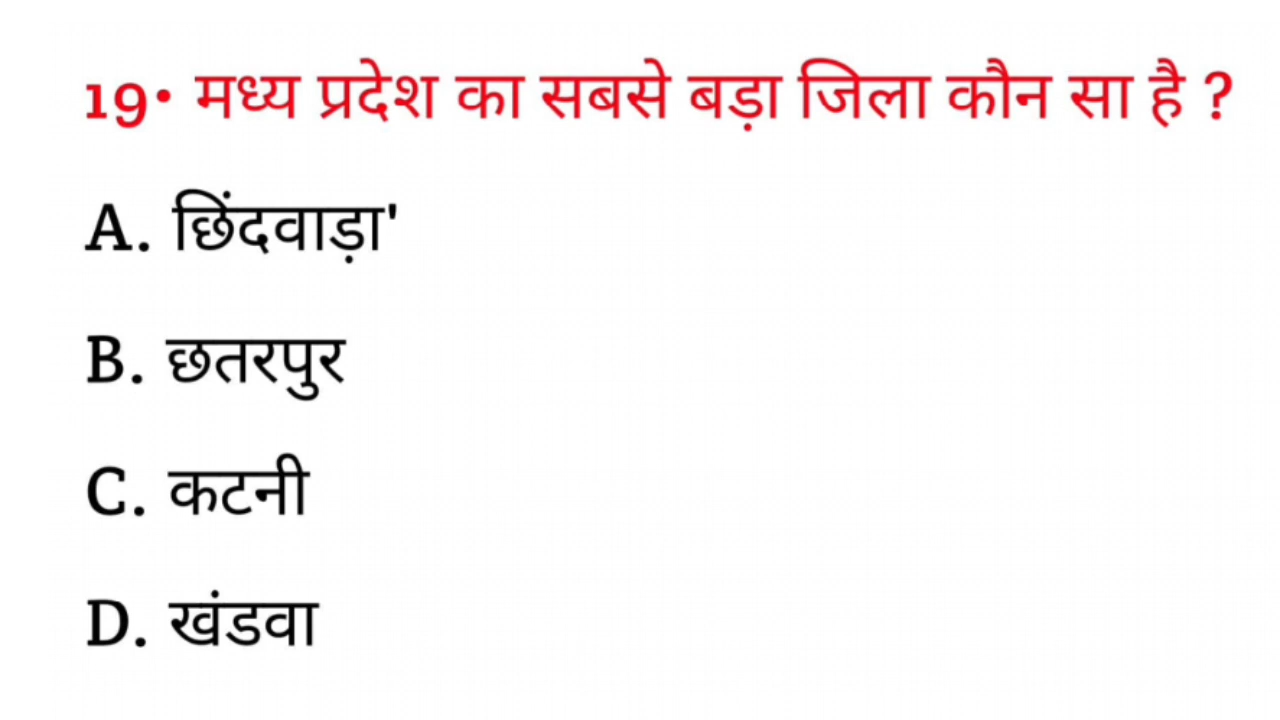 19• मध्य प्रदेश का सबसे बड़ा जिला कौन सा है ?
A. छिंदवाड़ा'
B. छतरपुर
C. कटनी
D. खंडवा